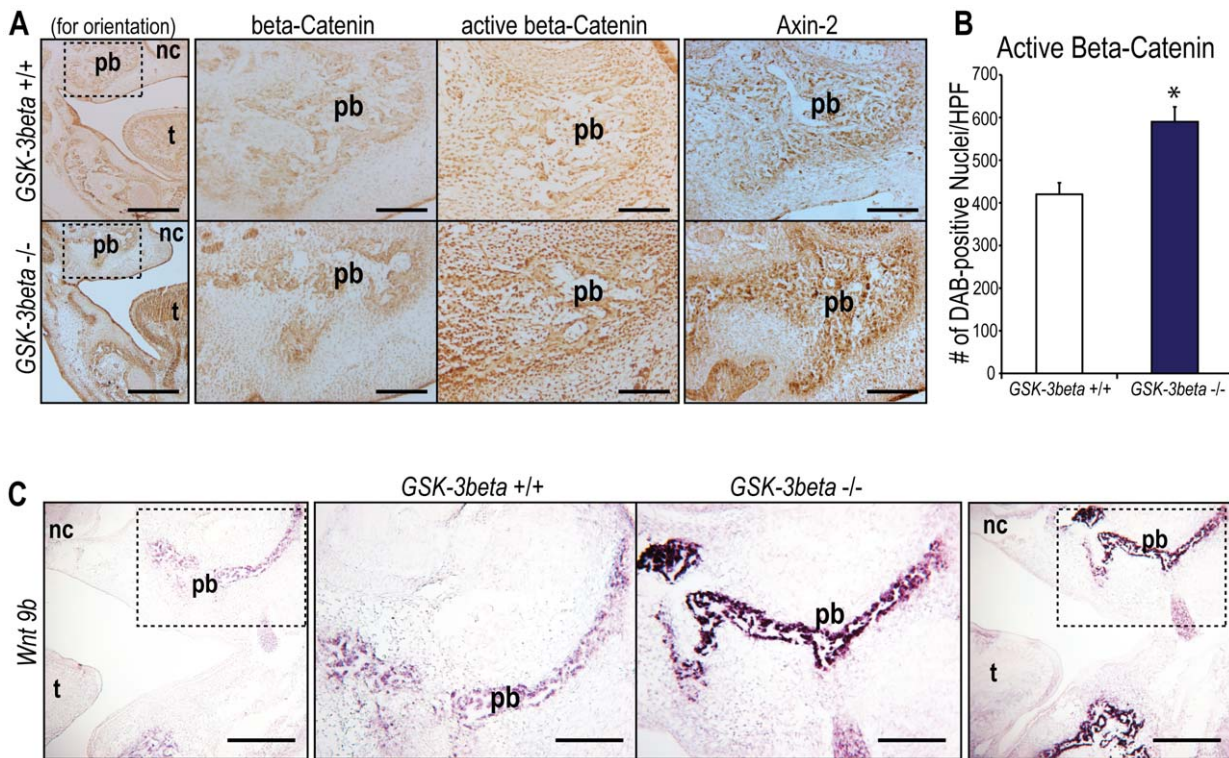 A
(for orientation)
beta-Catenin
active beta-Catenin
Axin-2
GSK-3beta +/+
pb
nc
t
pb
pb
pb
GSK-3beta -/-
pb
nc
t
pb
pb
pb
B
Active Beta-Catenin
# of DAB-positive Nuclei/HPF
700
600
500
400
300
200
100
0
*
GSK-3beta +/+
GSK-3beta -/-
C
GSK-3beta +/+
GSK-3beta -/-
Wnt 9b
nc
pb
t
pb
pb
nc
pb
t